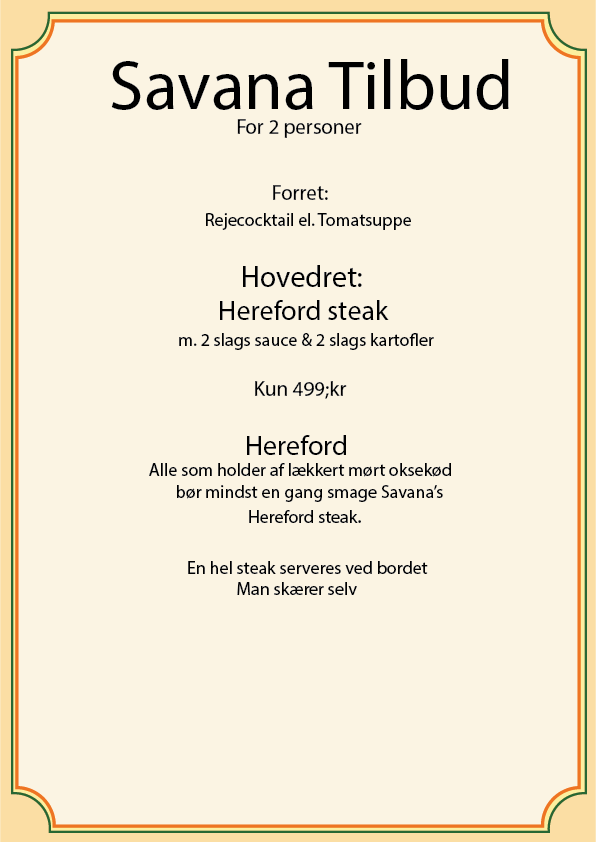 Savana Tilbud
For 2 personer
Forret:
Rejecocktail el. Tomatsuppe
Hovedret:
Hereford steak
m. 2 slags sauce & 2 slags kartofler
Kun 499;kr
Hereford
Alle som holder af lækkert mørt oksekød
bør mindst en gang smage Savana’s
Hereford steak.
En hel steak serveres ved bordet
Man skærer selv